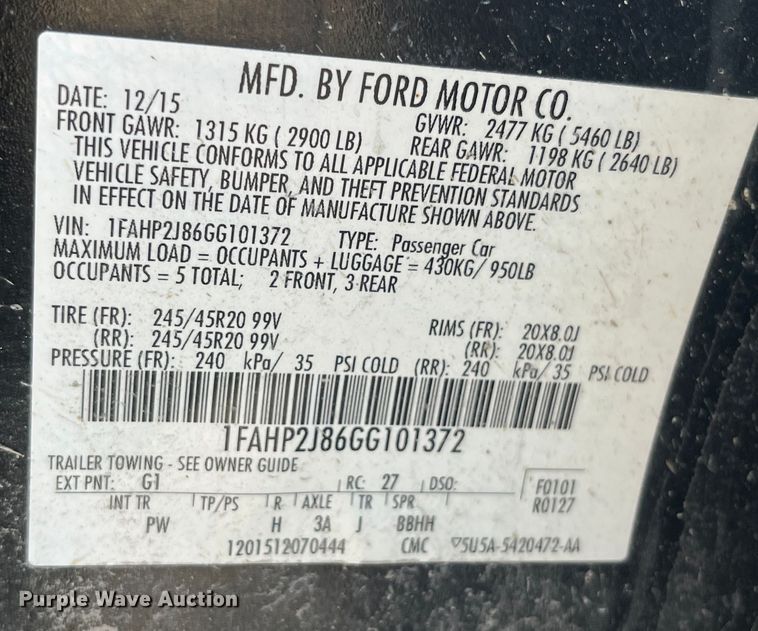 MFD. BY FORD MOTOR CO.
DATE: 12/15 GVWR: 2477 KG ( 5460 LB)
FRONT GAWR: 1315 KG ( 2900 LB) REAR GAWR: 1198 KG ( 2640 LB)
THIS VEHICLE CONFORMS TO ALL APPLICABLE FEDERAL MOTOR
VEHICLE SAFETY, BUMPER, AND THEFT PREVENTION STANDARDS
IN EFFECT ON THE DATE OF MANUFACTURE SHOWN ABOVE.
VIN: 1FAHP2J86GG101372 TYPE: Passenger Car
MAXIMUM LOAD = OCCUPANTS + LUGGAGE = 430KG/ 950LB
OCCUPANTS = 5 TOTAL; 2 FRONT, 3 REAR
TIRE (FR): 245/45R20 99V RIMS (FR): 20X8.0J
(RR): 245/45R20 99V (RR): 20X8.0J
PRESSURE (FR): 240 kPa/ 35 PSI COLD (RR): 240 kPa/ 35 PSI COLD
1FAHP2J86GG101372
TRAILER TOWING - SEE OWNER GUIDE
EXT PNT: G1 RC: 27 DSO: F0101
INT TR TP/PS R AXLE TR SPR R0127
PW H 3A J BBHH
1201512070444 CMC 5U5A-5420472-AA
Purple Wave Auction